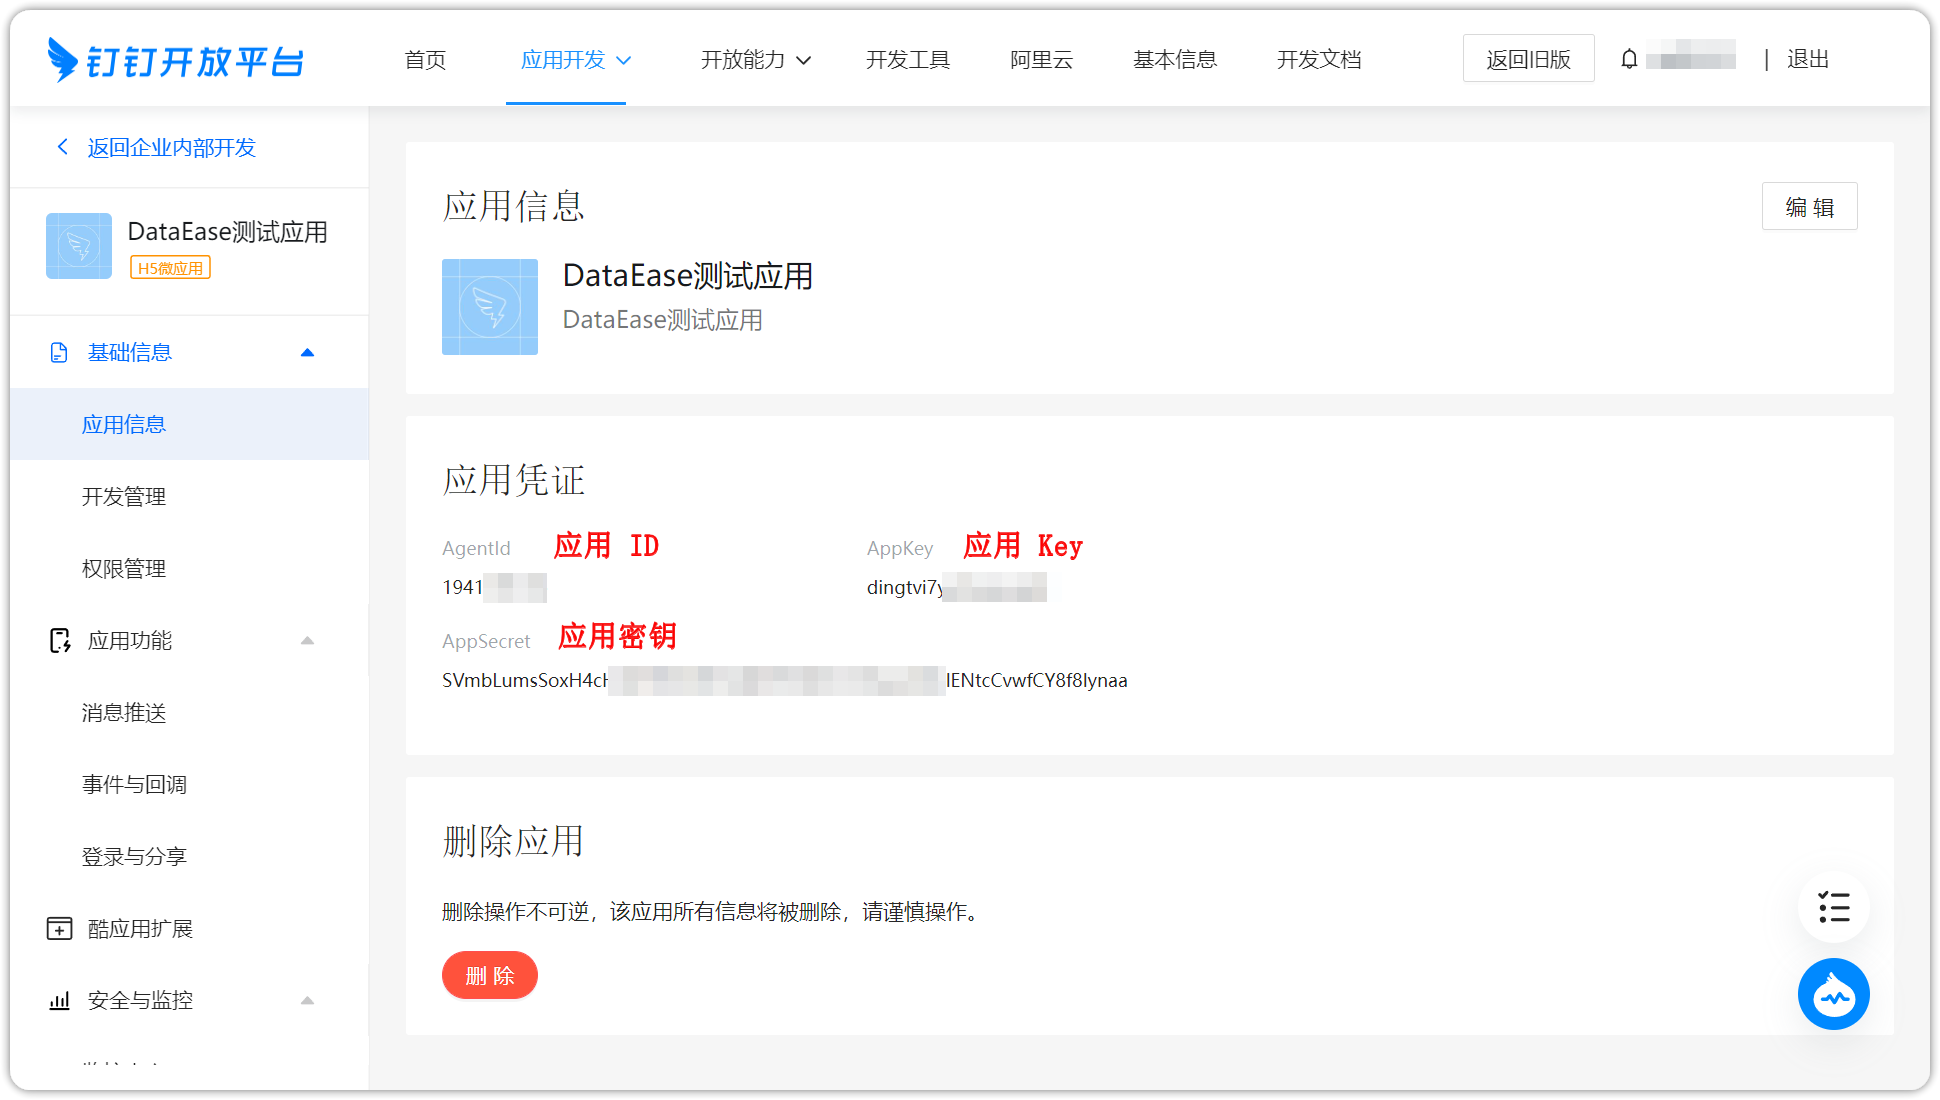 钉钉开放平台
首页
应用开发
开放能力
开发工具
阿里云
基本信息
开发文档
返回旧版
|
退出
返回企业内部开发
DataEase测试应用
H5微应用
基础信息
应用信息
开发管理
权限管理
应用功能
消息推送
事件与回调
登录与分享
酷应用扩展
安全与监控
应用信息
编 辑
DataEase测试应用
DataEase测试应用
应用凭证
AgentId 应用 ID
1941
AppKey 应用 Key
dingtvi7y
AppSecret 应用密钥
SVmbLumsSoxH4cH lENtcCvwfCY8f8lynaa
删除应用
删除操作不可逆，该应用所有信息将被删除，请谨慎操作。
删 除